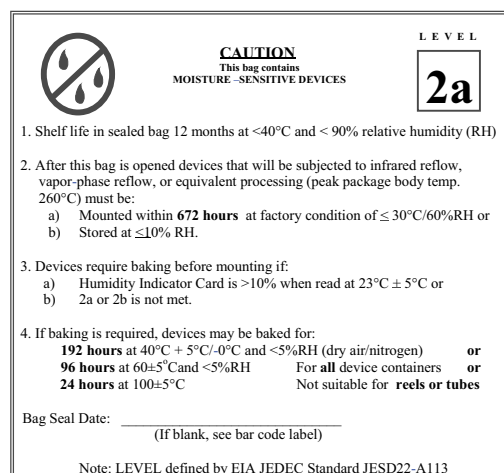 LEVEL
CAUTION
This bag contains
MOISTURE –SENSITIVE DEVICES
2a
1. Shelf life in sealed bag 12 months at <40°C and < 90% relative humidity (RH)
2. After this bag is opened devices that will be subjected to infrared reflow,
vapor-phase reflow, or equivalent processing (peak package body temp.
260°C) must be:
a) Mounted within 672 hours at factory condition of ≤ 30°C/60%RH or
b) Stored at ≤10% RH.
3. Devices require baking before mounting if:
a) Humidity Indicator Card is >10% when read at 23°C ± 5°C or
b) 2a or 2b is not met.
4. If baking is required, devices may be baked for:
192 hours at 40°C + 5°C/-0°C and <5%RH (dry air/nitrogen) or
96 hours at 60±5°C and <5%RH For all device containers or
24 hours at 100±5°C Not suitable for reels or tubes
Bag Seal Date: ______________________________
(If blank, see bar code label)
Note: LEVEL defined by EIA JEDEC Standard JESD22-A113